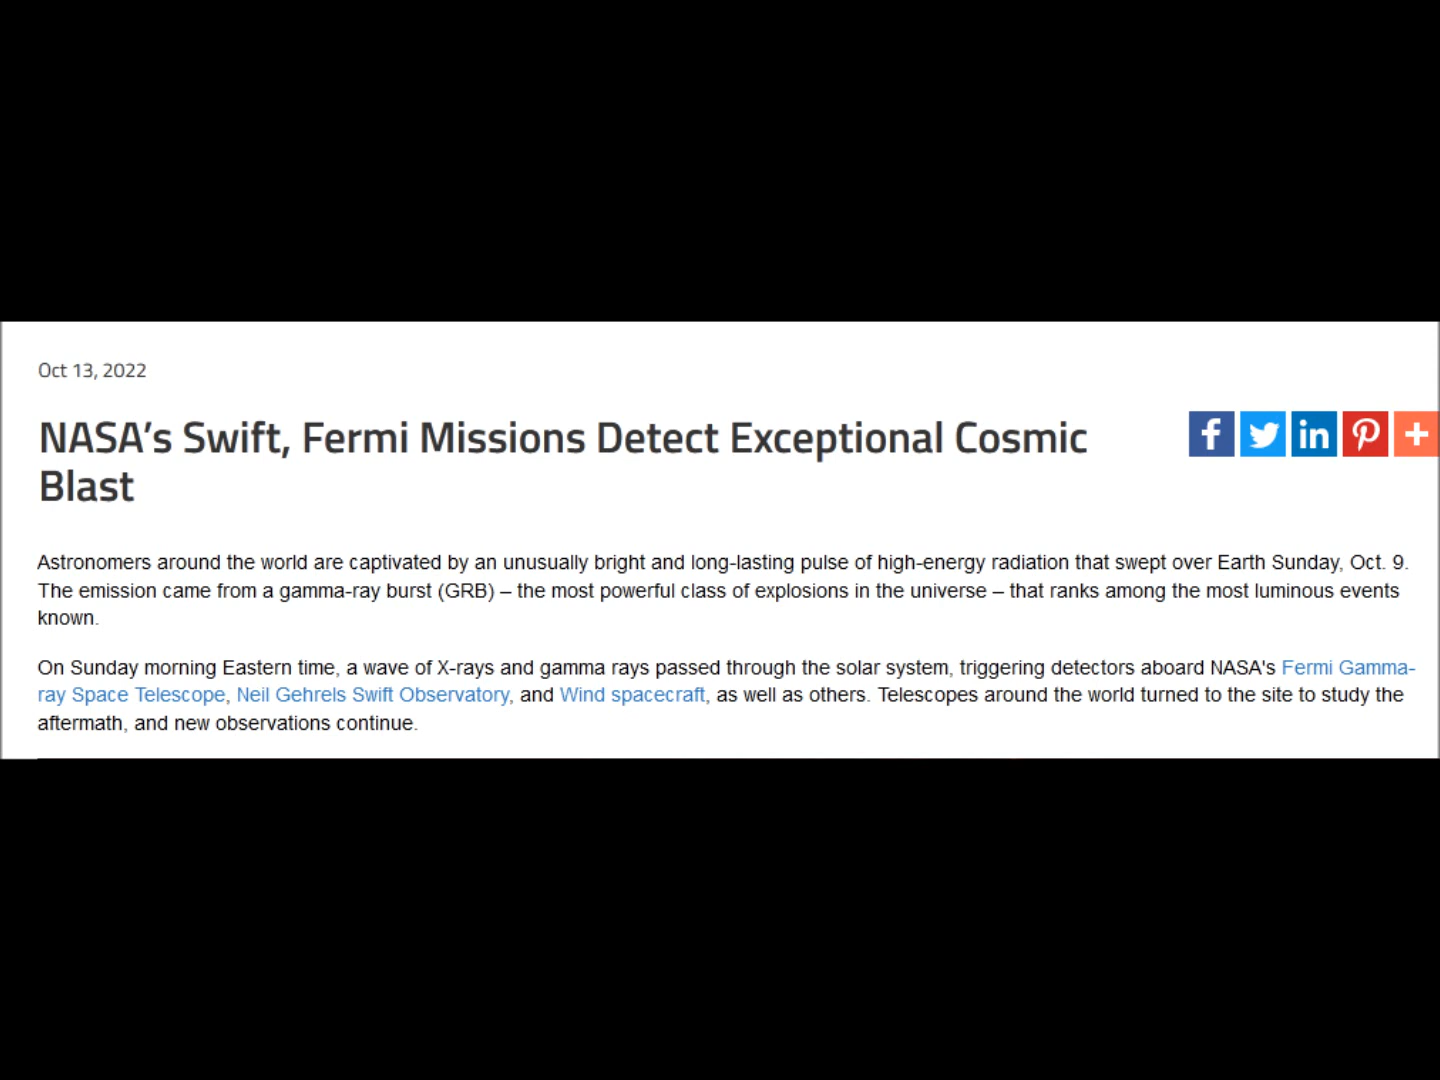 Oct 13, 2022
NASA’s Swift, Fermi Missions Detect Exceptional Cosmic
Blast
Astronomers around the world are captivated by an unusually bright and long-lasting pulse of high-energy radiation that swept over Earth Sunday, Oct. 9.
The emission came from a gamma-ray burst (GRB) – the most powerful class of explosions in the universe – that ranks among the most luminous events
known.
On Sunday morning Eastern time, a wave of X-rays and gamma rays passed through the solar system, triggering detectors aboard NASA's Fermi Gamma-
ray Space Telescope, Neil Gehrels Swift Observatory, and Wind spacecraft, as well as others. Telescopes around the world turned to the site to study the
aftermath, and new observations continue.